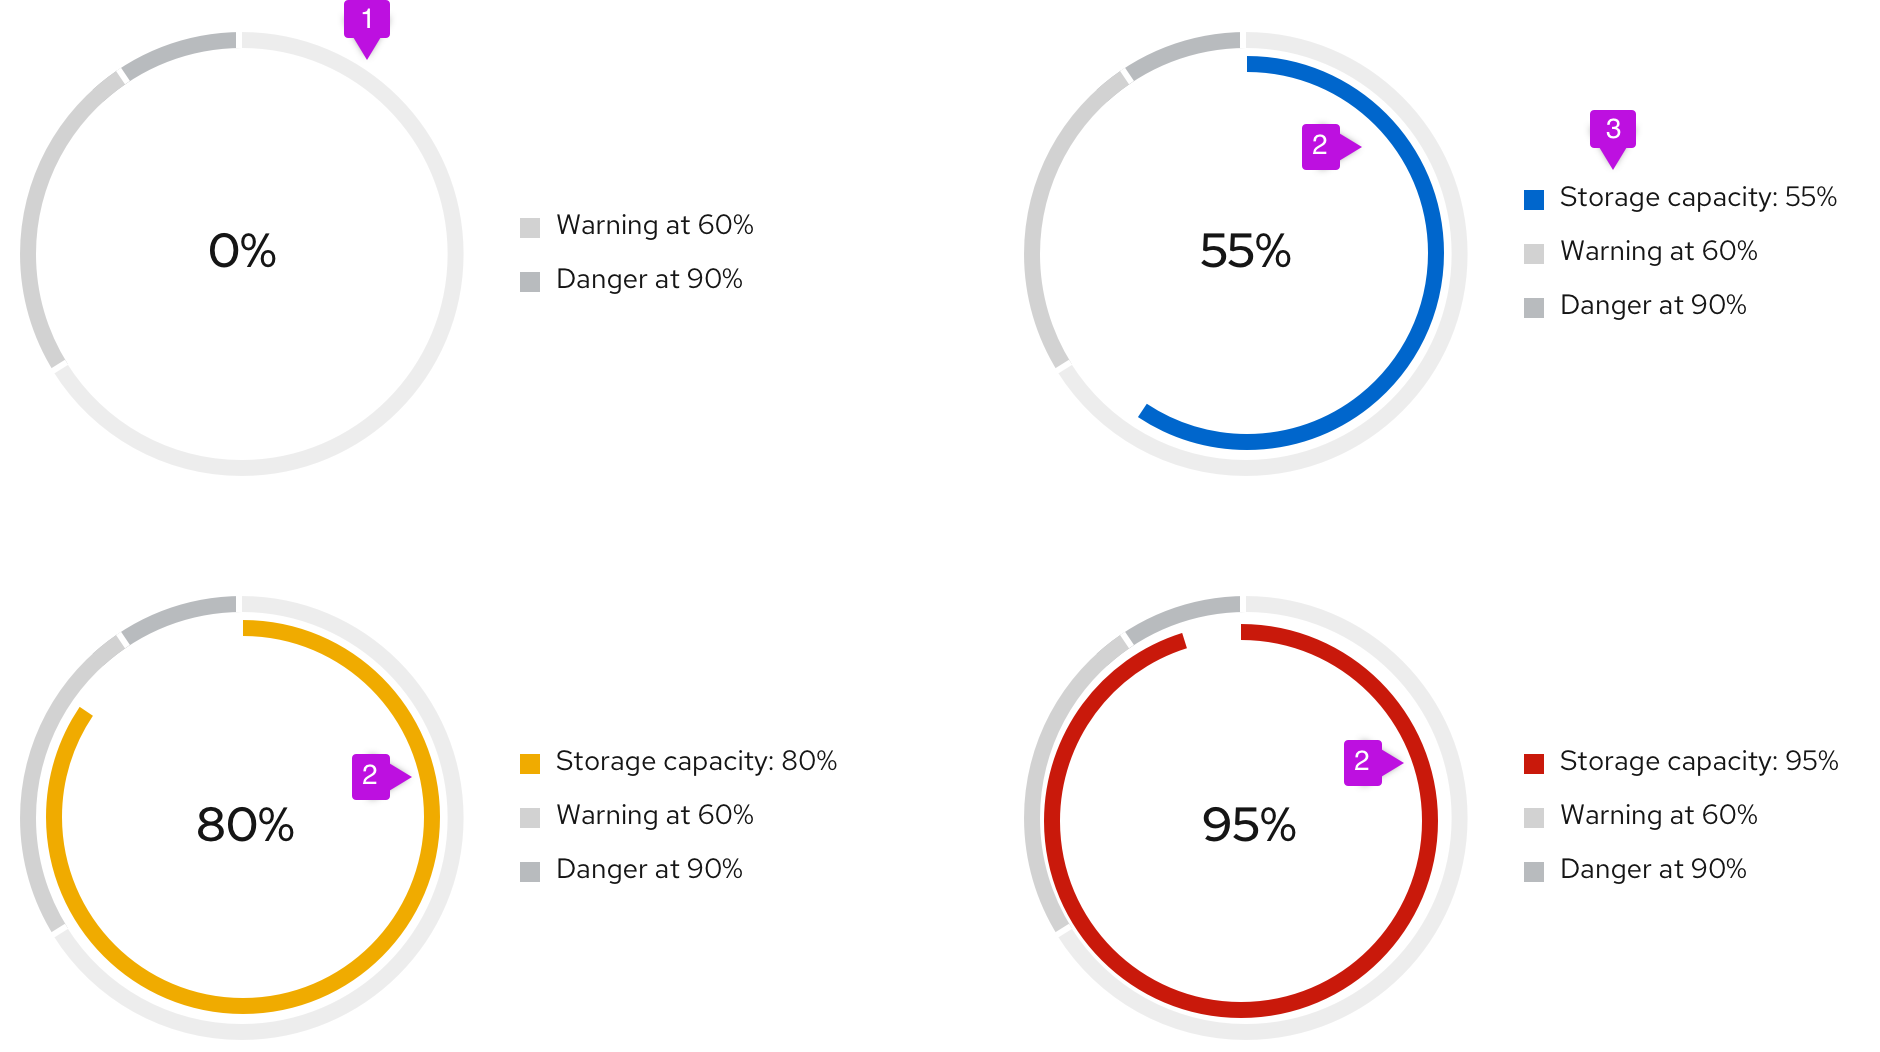 1
0%
Warning at 60%
Danger at 90%
2
55%
3
Storage capacity: 55%
Warning at 60%
Danger at 90%
2
80%
Storage capacity: 80%
Warning at 60%
Danger at 90%
2
95%
Storage capacity: 95%
Warning at 60%
Danger at 90%